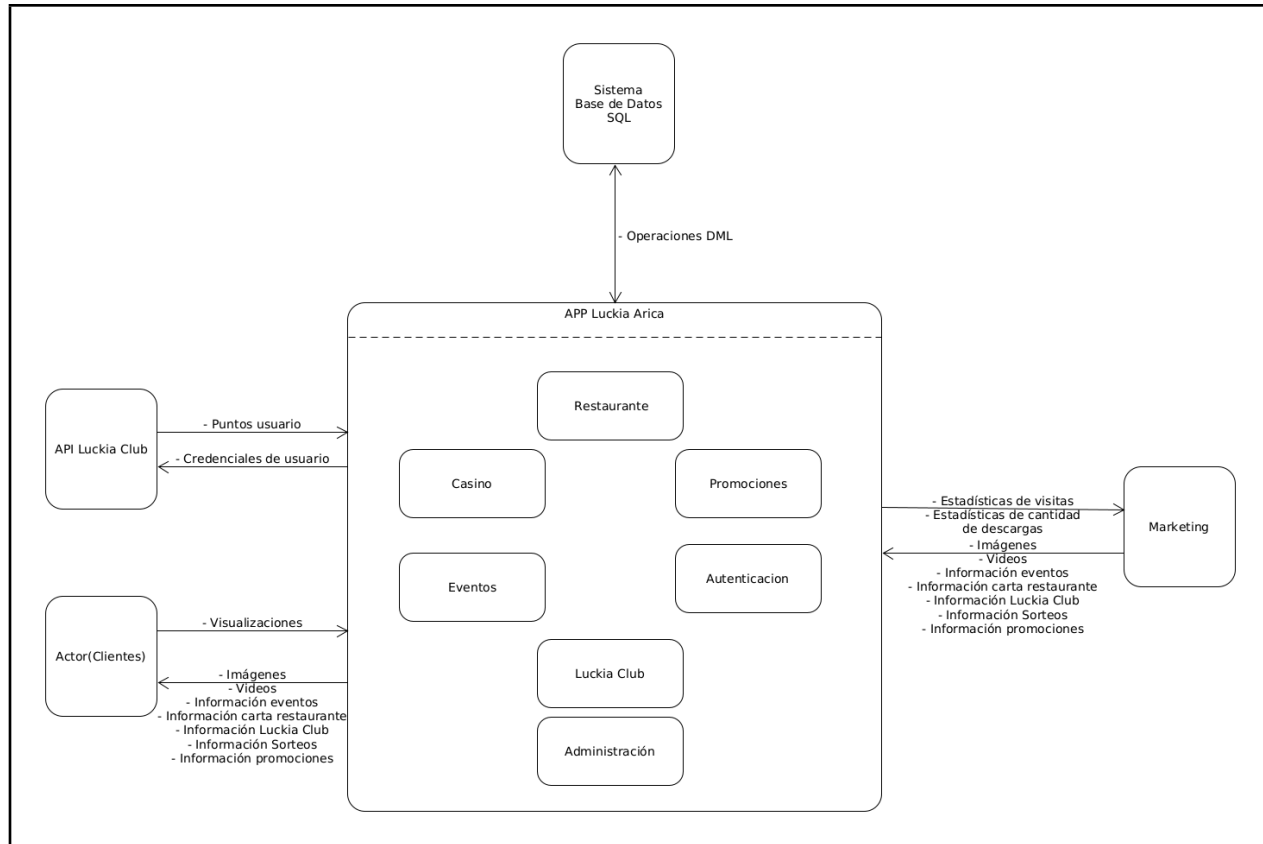 Sistema
Base de Datos
SQL
- Operaciones DML
APP Luckia Arica
Restaurante
Casino
Promociones
Eventos
Autenticacion
Luckia Club
Administración
API Luckia Club
- Puntos usuario
- Credenciales de usuario
Actor(Clientes)
- Visualizaciones
- Imágenes
- Videos
- Información eventos
- Información carta restaurante
- Información Luckia Club
- Información Sorteos
- Información promociones
- Estadísticas de visitas
- Estadísticas de cantidad
de descargas
- Imágenes
- Videos
- Información eventos
- Información carta restaurante
- Información Luckia Club
- Información Sorteos
- Información promociones
Marketing